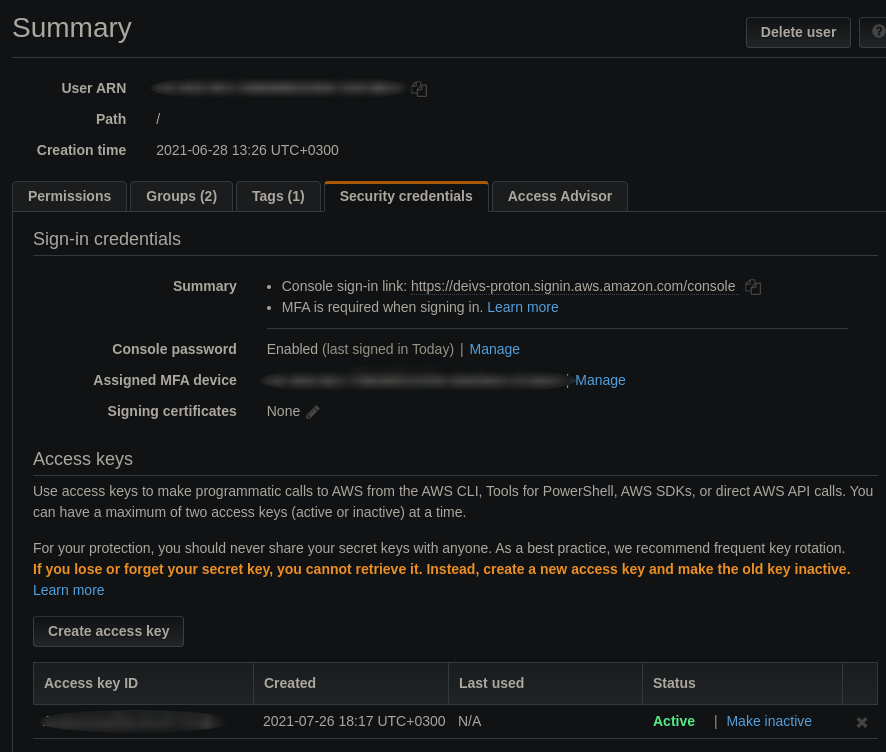 Summary
Delete user
User ARN
Path /
Creation time 2021-06-28 13:26 UTC+0300
Permissions Groups (2) Tags (1) Security credentials Access Advisor
Sign-in credentials
Summary • Console sign-in link: https://deivs-proton.signin.aws.amazon.com/console
• MFA is required when signing in. Learn more
Console password Enabled (last signed in Today) | Manage
Assigned MFA device | Manage
Signing certificates None
Access keys
Use access keys to make programmatic calls to AWS from the AWS CLI, Tools for PowerShell, AWS SDKs, or direct AWS API calls. You
can have a maximum of two access keys (active or inactive) at a time.
For your protection, you should never share your secret keys with anyone. As a best practice, we recommend frequent key rotation.
If you lose or forget your secret key, you cannot retrieve it. Instead, create a new access key and make the old key inactive.
Learn more
Create access key
Access key ID Created Last used Status
2021-07-26 18:17 UTC+0300 N/A Active | Make inactive